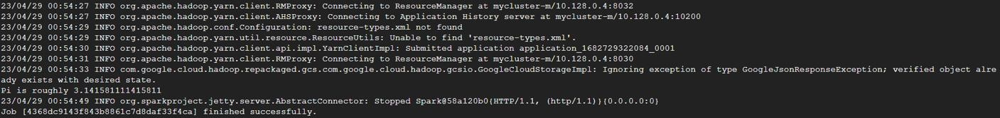 23/04/29 00:54:27 INFO org.apache.hadoop.yarn.client.RMProxy: Connecting to ResourceManager at mycluster-m/10.128.0.4:8032
23/04/29 00:54:27 INFO org.apache.hadoop.yarn.client.AHSProxy: Connecting to Application History server at mycluster-m/10.128.0.4:10200
23/04/29 00:54:29 INFO org.apache.hadoop.conf.Configuration: resource-types.xml not found
23/04/29 00:54:29 INFO org.apache.hadoop.yarn.util.resource.ResourceUtils: Unable to find 'resource-types.xml'.
23/04/29 00:54:30 INFO org.apache.hadoop.yarn.client.api.impl.YarnClientImpl: Submitted application application_1682729322084_0001
23/04/29 00:54:31 INFO org.apache.hadoop.yarn.client.RMProxy: Connecting to ResourceManager at mycluster-m/10.128.0.4:8030
23/04/29 00:54:33 INFO com.google.cloud.hadoop.repackaged.gcs.com.google.cloud.hadoop.gcsio.GoogleCloudStorageImpl: Ignoring exception of type GoogleJsonResponseException; verified object alre
ady exists with desired state.
Pi is roughly 3.141581111415811
23/04/29 00:54:49 INFO org.sparkproject.jetty.server.AbstractConnector: Stopped Spark@58a120b0{HTTP/1.1, (http/1.1)}{0.0.0.0:0}
Job [4368dc9143f843b8861c7d8daf33f4ca] finished successfully.